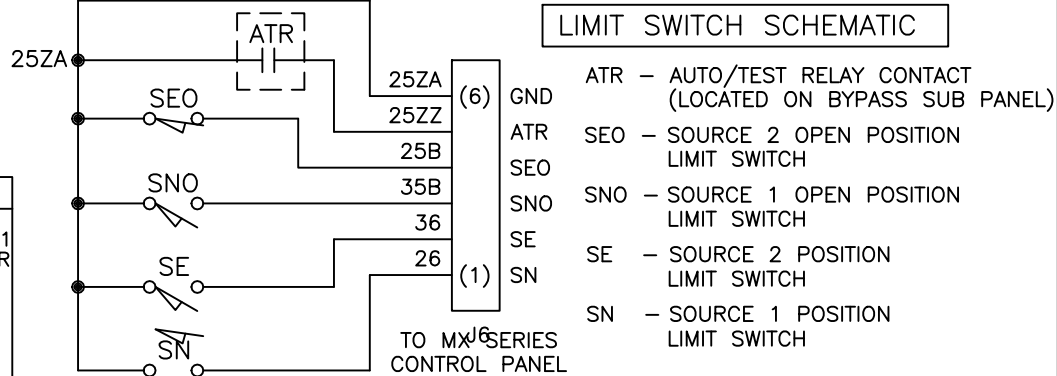 LIMIT SWITCH SCHEMATIC
ATR
25ZA
25ZA
(6)
GND
25ZZ
ATR
25B
SEO
35B
SNO
36
SE
26
(1)
SN
SEO
SNO
SE
SN
1
R
J6
TO MX SERIES
CONTROL PANEL
ATR – AUTO/TEST RELAY CONTACT
(LOCATED ON BYPASS SUB PANEL)
SEO – SOURCE 2 OPEN POSITION
LIMIT SWITCH
SNO – SOURCE 1 OPEN POSITION
LIMIT SWITCH
SE – SOURCE 2 POSITION
LIMIT SWITCH
SN – SOURCE 1 POSITION
LIMIT SWITCH